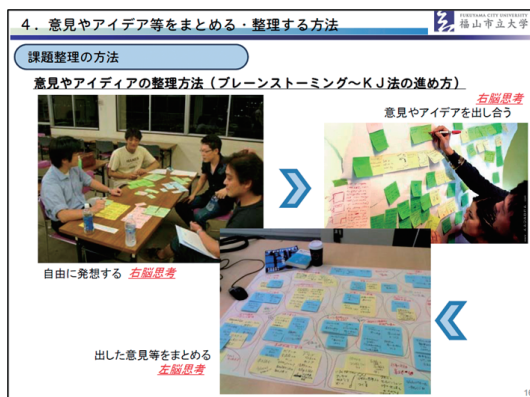 4．意見やアイデア等をまとめる・整理する方法
FUKUYAMA CITY UNIVERSITY
福山市立大学
課題整理の方法
意見やアイディアの整理方法（ブレーンストーミング～ＫＪ法の進め方）
右脳思考
意見やアイデアを出し合う
自由に発想する 右脳思考
出した意見等をまとめる
左脳思考